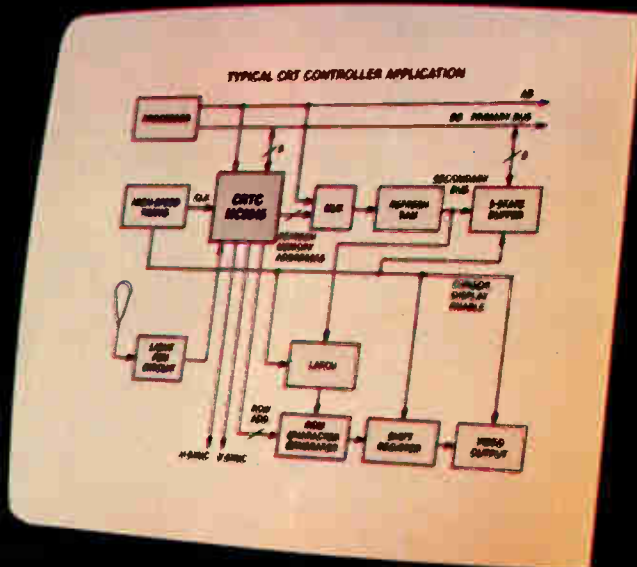 TYPICAL CRT CONTROLLER APPLICATION
AB
DB PRIMARY BUS
PROCESSOR
8
8
SECONDARY
BUS
HIGH-SPEED
TIMING
CLK
CRTC
MC6845
MUX
REFRESH
RAM
3-STATE
BUFFER
REFRESH
MEMORY
ADDRESSES
CURSOR
DISPLAY
ENABLE
LIGHT
PEN
CIRCUIT
LATCH
ROW
ADD
ROM
CHARACTER
GENERATOR
SHIFT
REGISTER
VIDEO
OUTPUT
H-SYNC V-SYNC